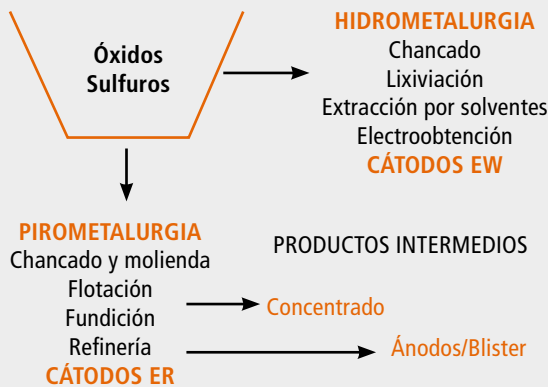 Óxidos
Sulfuros
HIDROMETALURGIA
Chancado
Lixiviación
Extracción por solventes
Electroobtención
CÁTODOS EW
PIROMETALURGIA
Chancado y molienda
Flotación
Fundición
Refinería
CÁTODOS ER
PRODUCTOS INTERMEDIOS
Concentrado
Ánodos/Blister